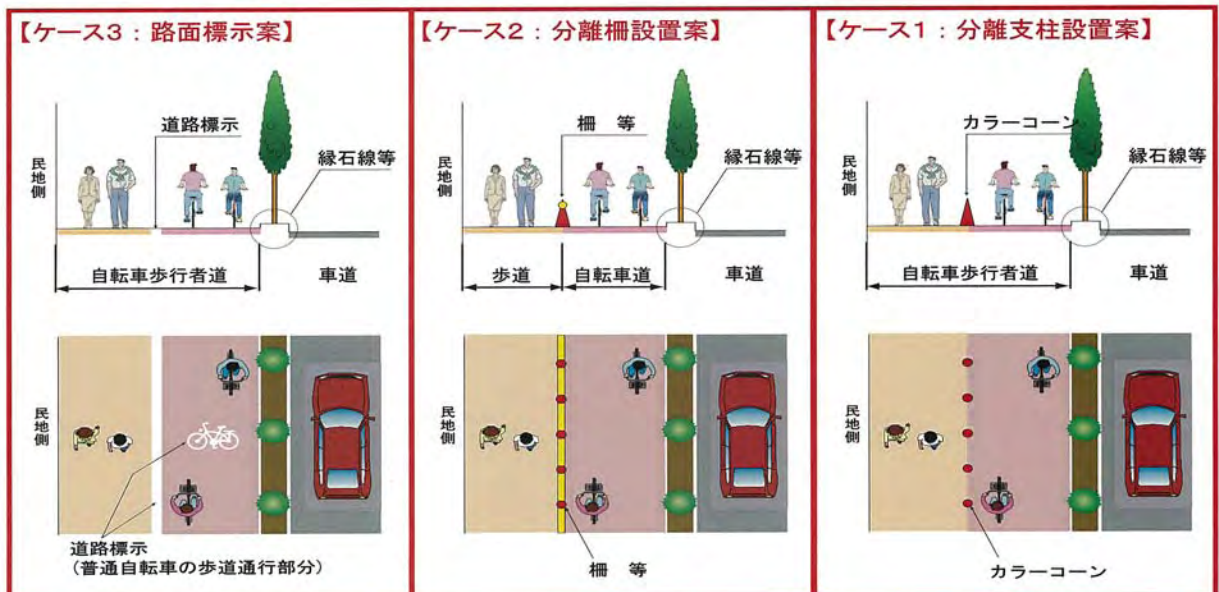 【ケース3：路面標示案】
道路標示
縁石線等
民地側
自転車歩行者道
車道
民地側
道路標示
(普通自転車の歩道通行部分)
【ケース2：分離柵設置案】
柵 等
縁石線等
民地側
歩道
自転車道
車道
民地側
柵 等
【ケース1：分離支柱設置案】
カラーコーン
縁石線等
民地側
自転車歩行者道
車道
民地側
カラーコーン